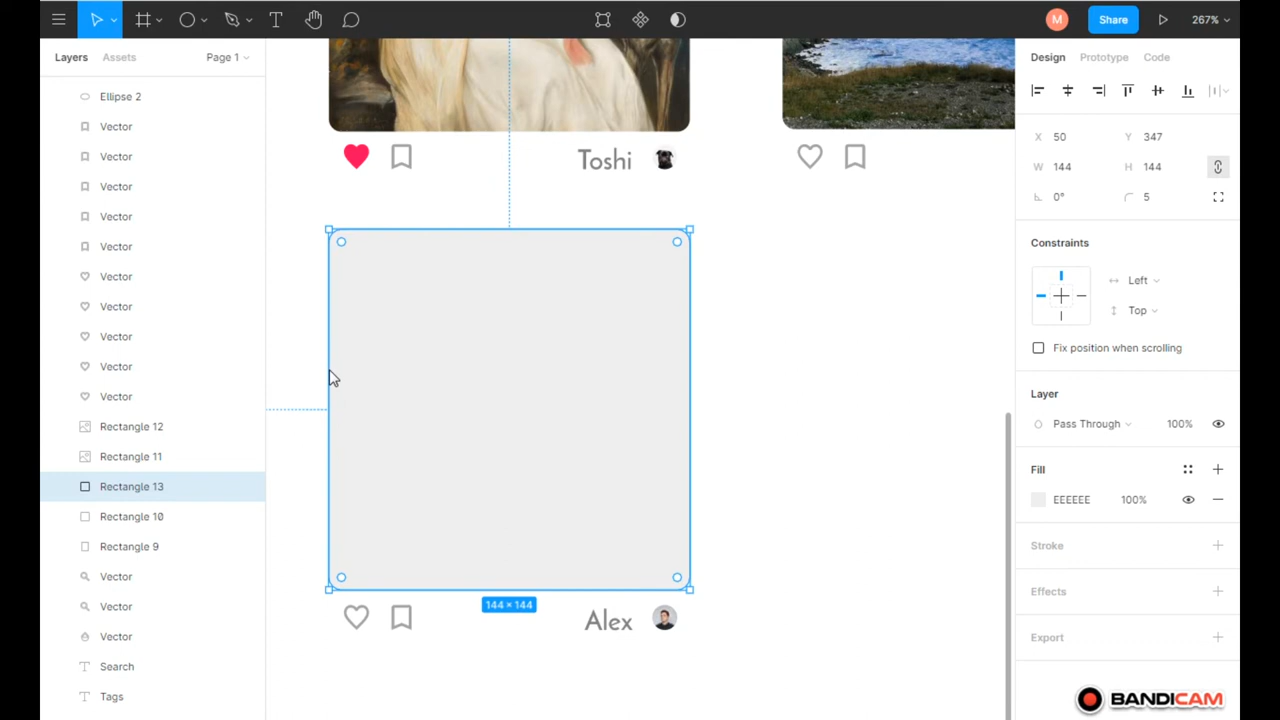 M
Share
267%
Layers
Assets
Page 1
Ellipse 2
Vector
Vector
Vector
Vector
Vector
Vector
Vector
Vector
Vector
Vector
Rectangle 12
Rectangle 11
Rectangle 13
Rectangle 10
Rectangle 9
Vector
Vector
Vector
Search
Tags
Toshi
144 × 144
Alex
Design
Prototype
Code
X 50
Y 347
W 144
H 144
0°
5
Constraints
Left
Top
Fix position when scrolling
Layer
Pass Through
100%
Fill
EEEEEE
100%
Stroke
Effects
Export
BANDICAM